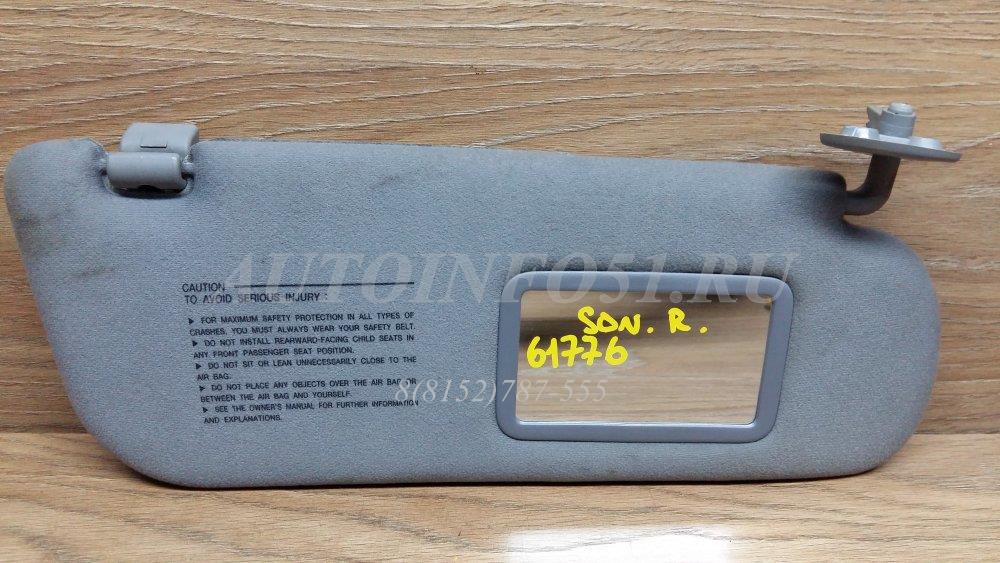 AUTOINFO51.RU
CAUTION
TO AVOID SERIOUS INJURY :
▶ FOR MAXIMUM SAFETY PROTECTION IN ALL TYPES OF
CRASHES, YOU MUST ALWAYS WEAR YOUR SAFETY BELT.
▶ DO NOT INSTALL REARWARD-FACING CHILD SEATS IN
ANY FRONT PASSENGER SEAT POSITION.
▶ DO NOT SIT OR LEAN UNNECESSARILY CLOSE TO THE
AIR BAG.
▶ DO NOT PLACE ANY OBJECTS OVER THE AIR BAG OR
BETWEEN THE AIR BAG AND YOURSELF.
▶ SEE THE OWNER'S MANUAL FOR FURTHER INFORMATION
AND EXPLANATIONS.
SON. R.
61776
8(8152)787-555